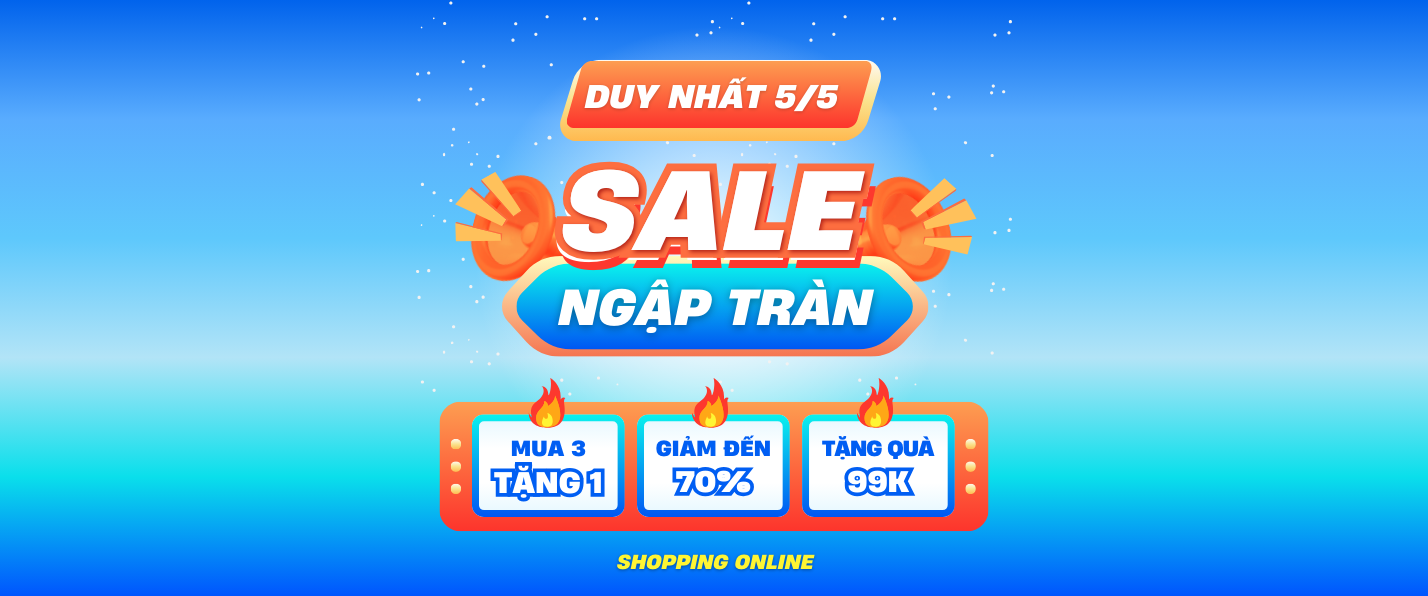 DUY NHẤT 5/5
SALE
NGẬP TRÀN
MUA 3
TẶNG 1
GIẢM ĐẾN
70%
TẶNG QUÀ
99K
SHOPPING ONLINE